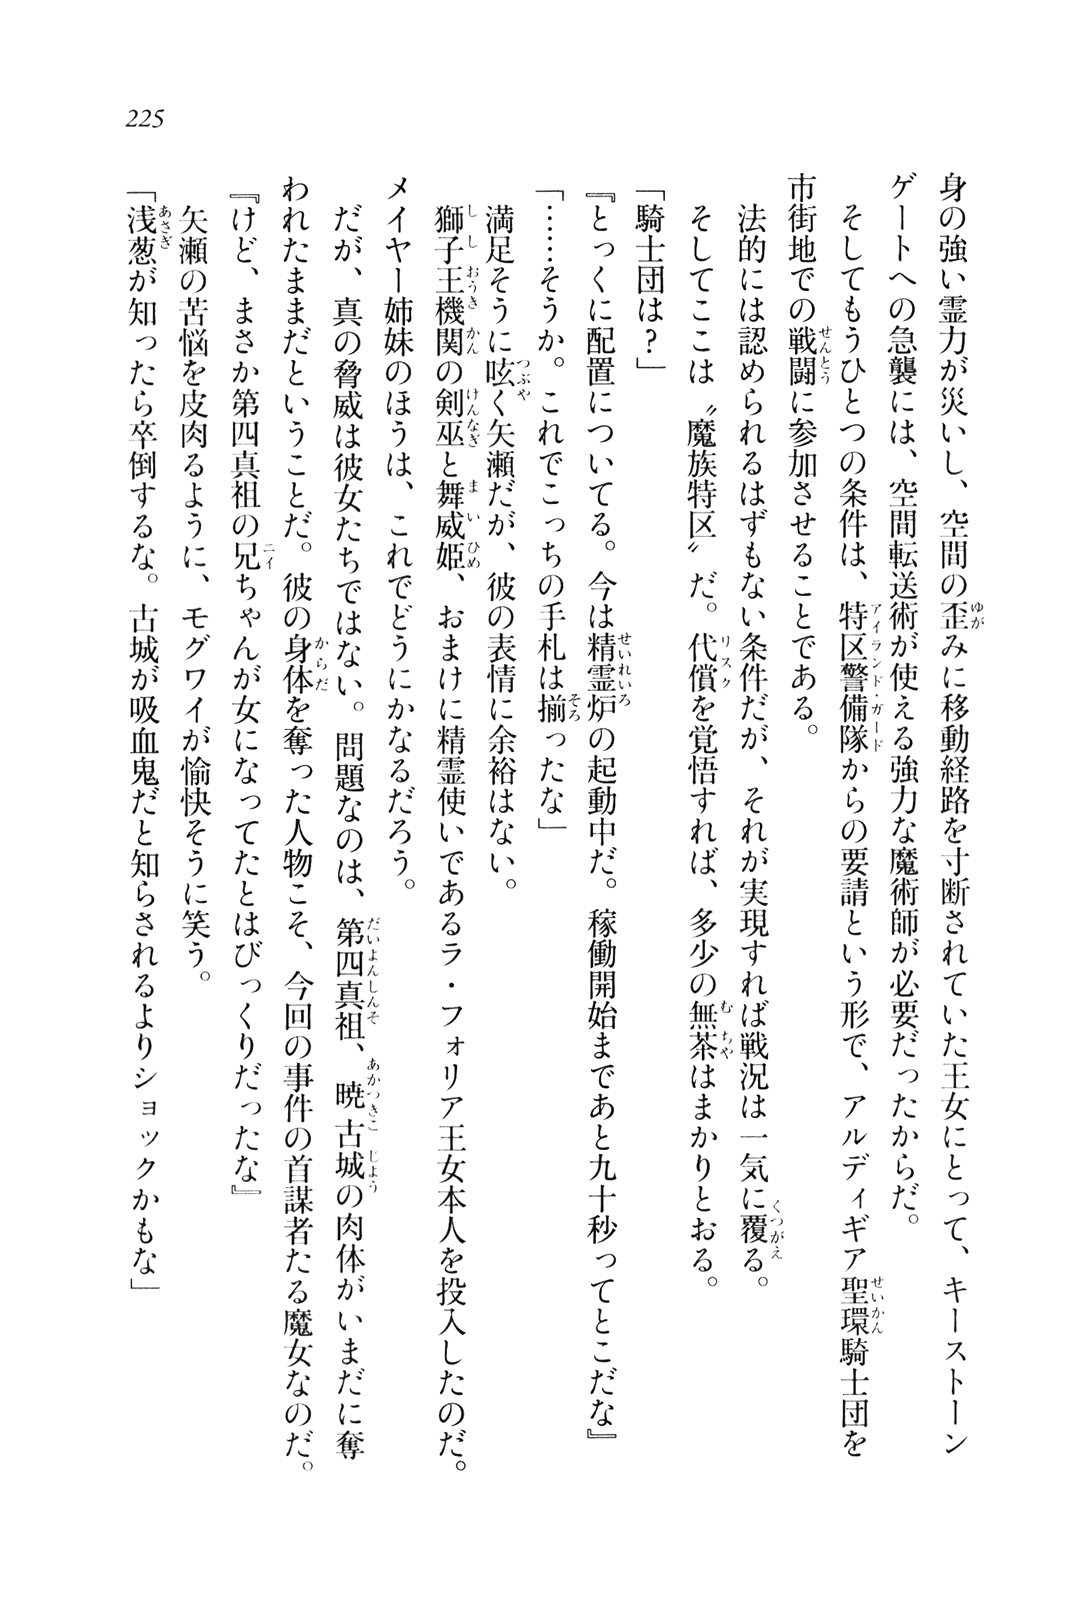 225
身の強い霊力が災いし、空間の歪みに移動経路を寸断されていた王女にとって、キーストーン
ゲートへの急襲には、空間転送術が使える強力な魔術師が必要だったからだ。
そしてもうひとつの条件は、特区警備隊からの要請という形で、アルディギア聖環騎士団を
市街地での戦闘に参加させることである。
法的には認められるはずもない条件だが、それが実現すれば戦況は一気に覆る。
そしてここは〝魔族特区〟だ。代償を覚悟すれば、多少の無茶はまかりとおる。
「騎士団は？」
『とっくに配置についてる。今は精霊炉の起動中だ。稼働開始まであと九十秒ってとこだな』
「……そうか。これでこっちの手札は揃ったな」
満足そうに呟く矢瀬だが、彼の表情に余裕はない。
獅子王機関の剣巫と舞威姫、おまけに精霊使いであるラ・フォリア王女本人を投入したのだ。
メイヤー姉妹のほうは、これでどうにかなるだろう。
だが、真の脅威は彼女たちではない。問題なのは、第四真祖、暁古城の肉体がいまだに奪
われたままだということだ。彼の身体を奪った人物こそ、今回の事件の首謀者たる魔女なのだ。
『けど、まさか第四真祖の兄ちゃんが女になってたとはびっくりだったな』
矢瀬の苦悩を皮肉るように、モグワイが愉快そうに笑う。
「浅葱が知ったら卒倒するな。古城が吸血鬼だと知らされるよりショックかもな」